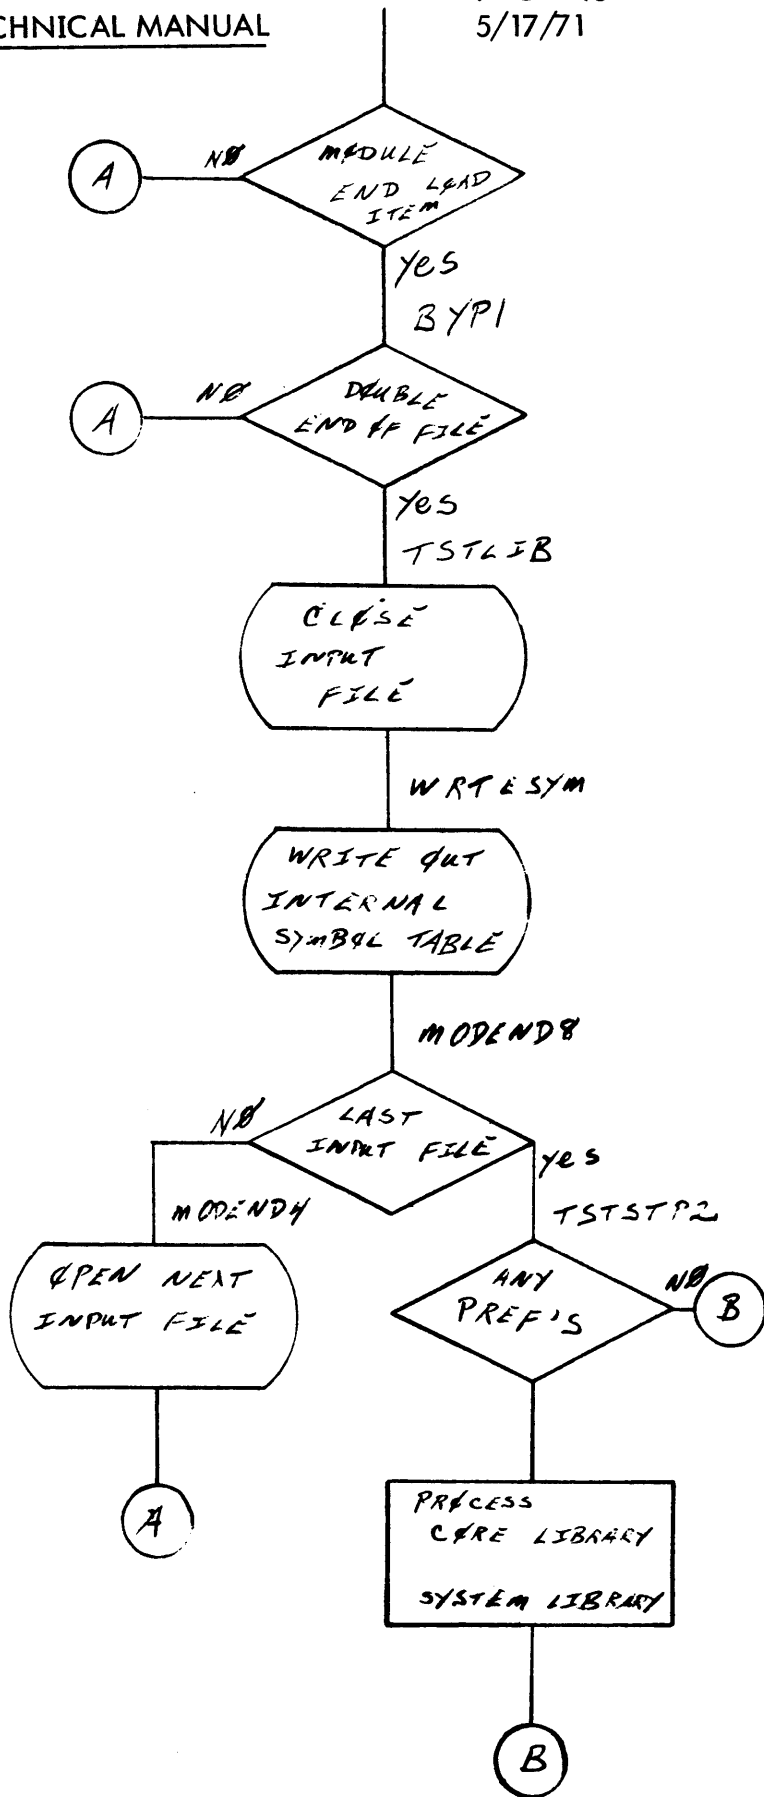 CHNICAL MANUAL
5/17/71
A
NØ
MØDULE
END LØAD
ITEM
yes
BYP1
A
NØ
DØUBLE
END ØF FILE
yes
TSTLIB
CLØSE
INPUT
FILE
WRTESYM
WRITE ØUT
INTERNAL
SYMBØL TABLE
MODEND8
NØ
LAST
INPUT FILE
yes
MODEND4
TSTSTP2
ØPEN NEXT
INPUT FILE
ANY
PREF'S
NØ
B
A
PRØCESS
CØRE LIBRARY
SYSTEM LIBRARY
B